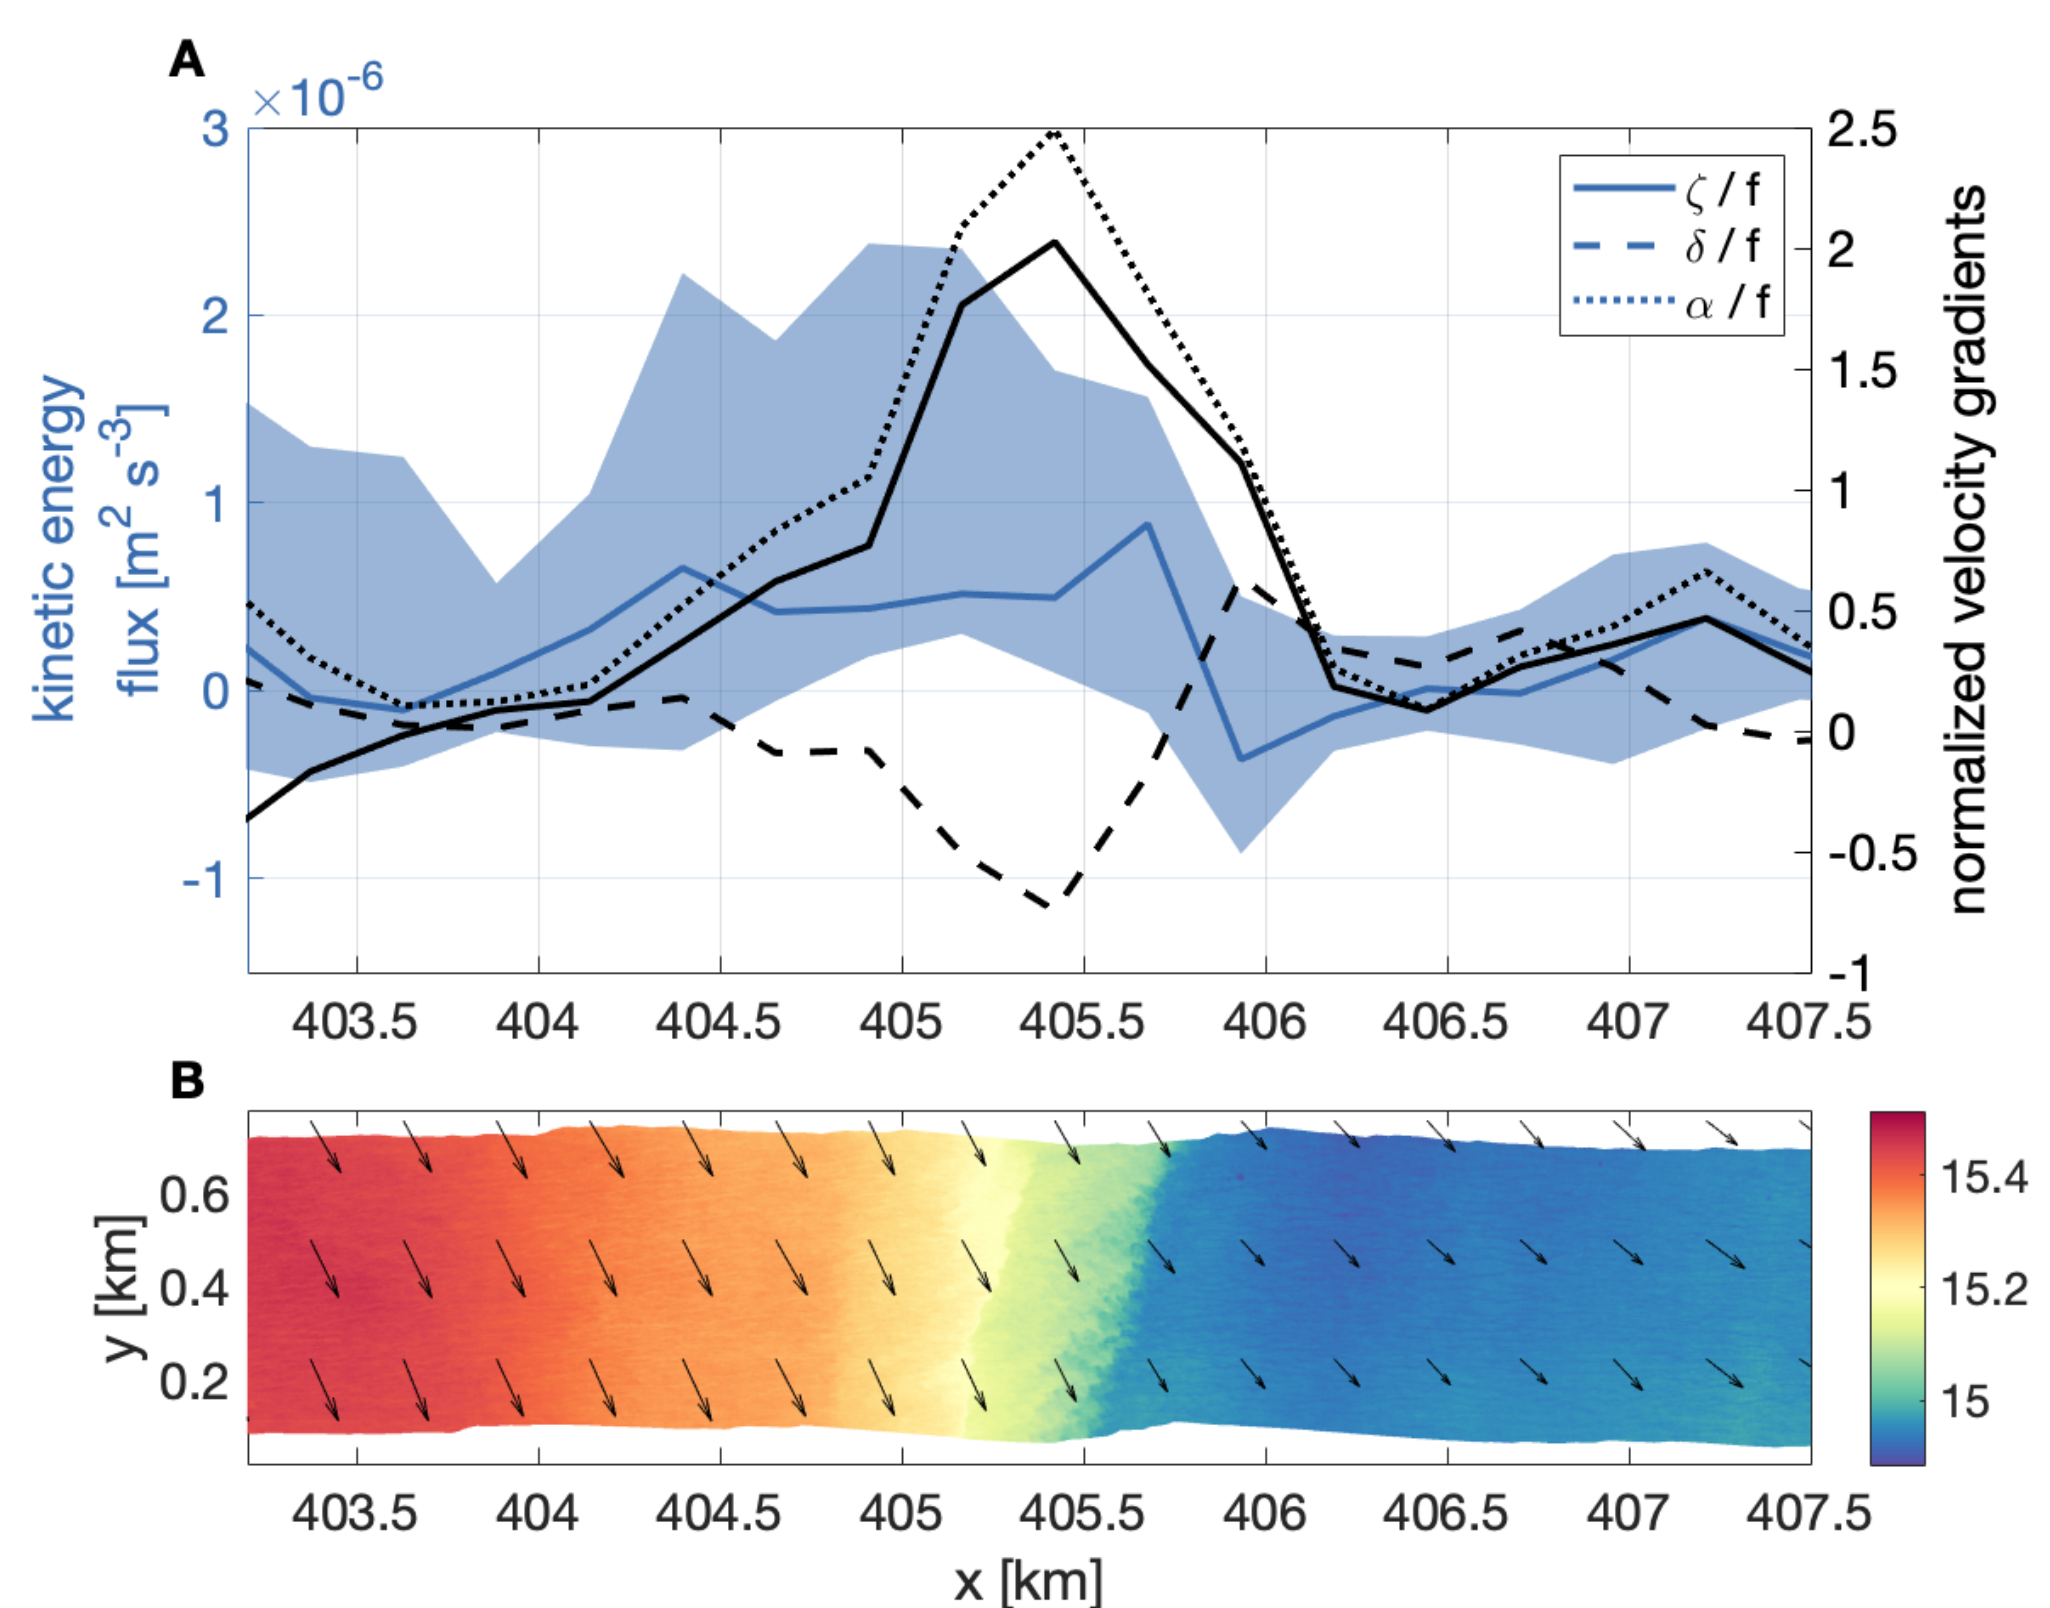 A
×10-6
3
2
1
0
-1
kinetic energy
flux [m2 s-3]
2.5
2
1.5
1
0.5
0
-0.5
-1
normalized velocity gradients
ζ / f
δ / f
α / f
403.5 404 404.5 405 405.5 406 406.5 407 407.5
B
0.6
0.4
0.2
y [km]
15.4
15.2
15
403.5 404 404.5 405 405.5 406 406.5 407 407.5
x [km]